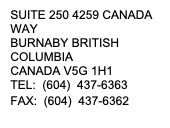 SUITE 250 4259 CANADA
WAY
BURNABY BRITISH
COLUMBIA
CANADA V5G 1H1
TEL:  (604)  437-6363
FAX:  (604)  437-6362